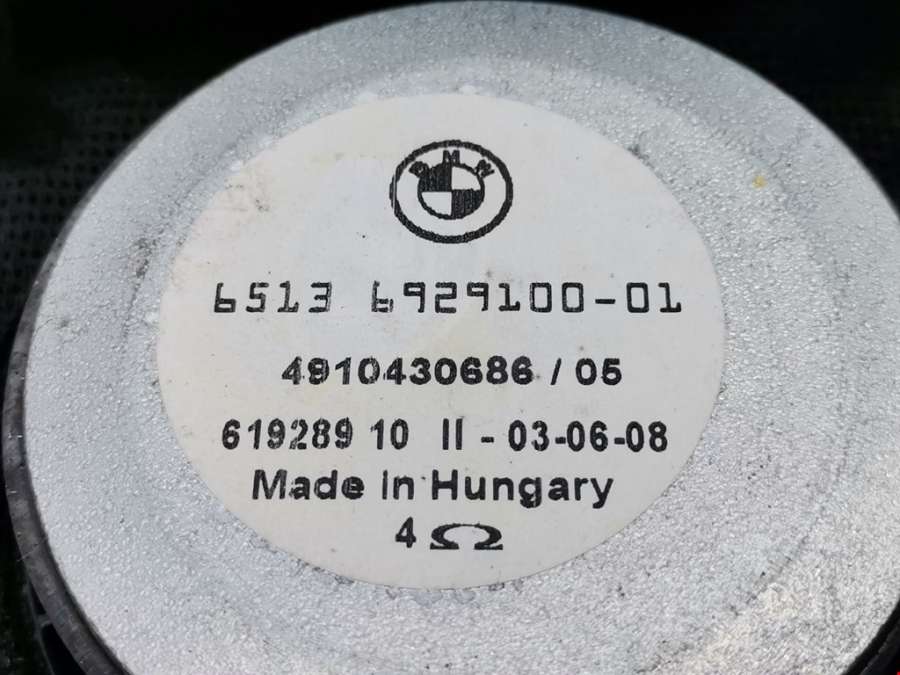 BMW
6513 6929100-01
4910430686 / 05
619289 10 II - 03-06-08
Made in Hungary
4 Ω